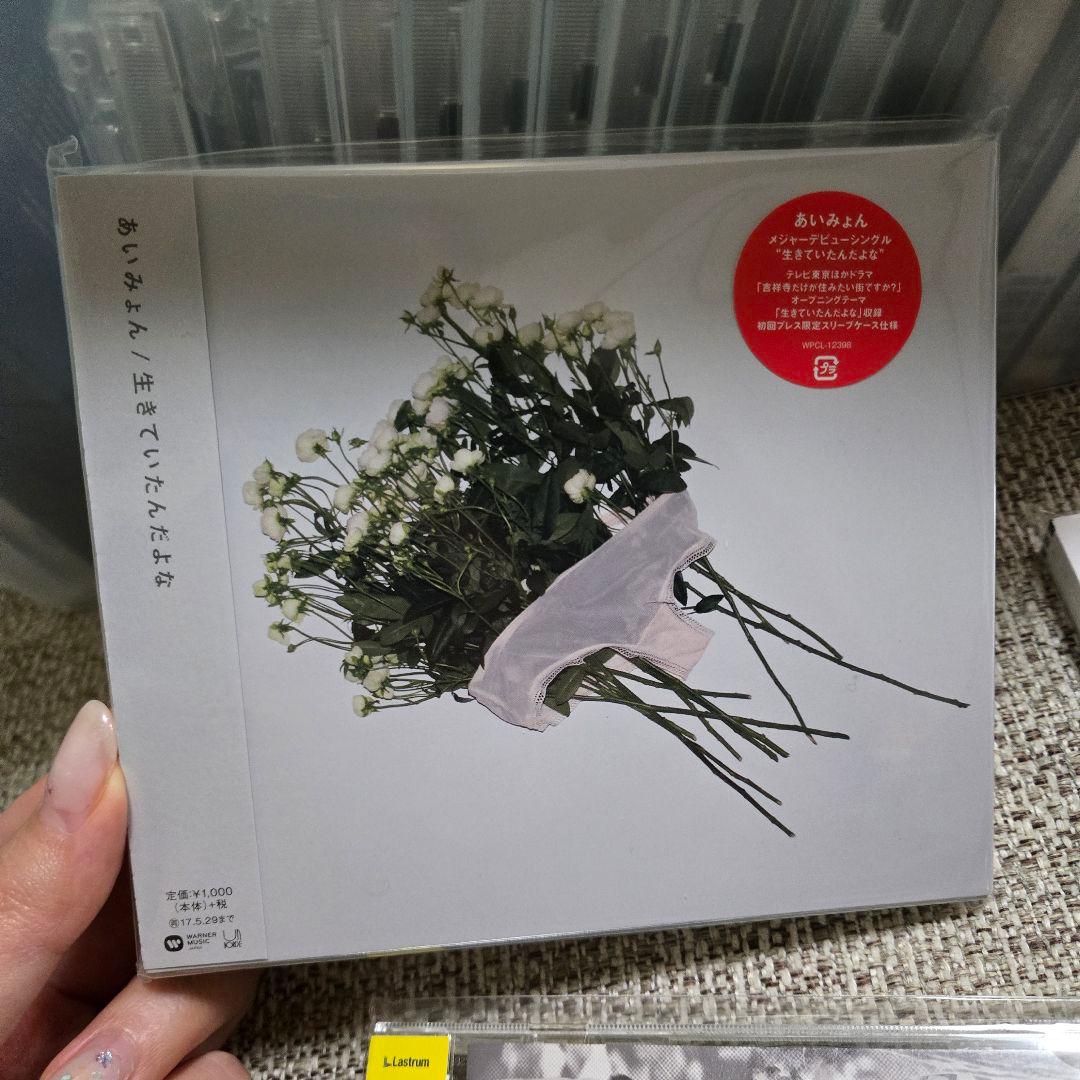 あいみょん/生きていたんだよな
あいみょん
メジャーデビューシングル
“生きていたんだよな”
テレビ東京ほかドラマ
「吉祥寺だけが住みたい街ですか?」
オープニングテーマ
「生きていたんだよな」収録
初回プレス限定スリーブケース仕様
WPCL-12398
プラ
定価:¥1,000
(本体)+税
17.5.29まで
WARNER
MUSIC
JAPAN
unBORDE
Lastrum